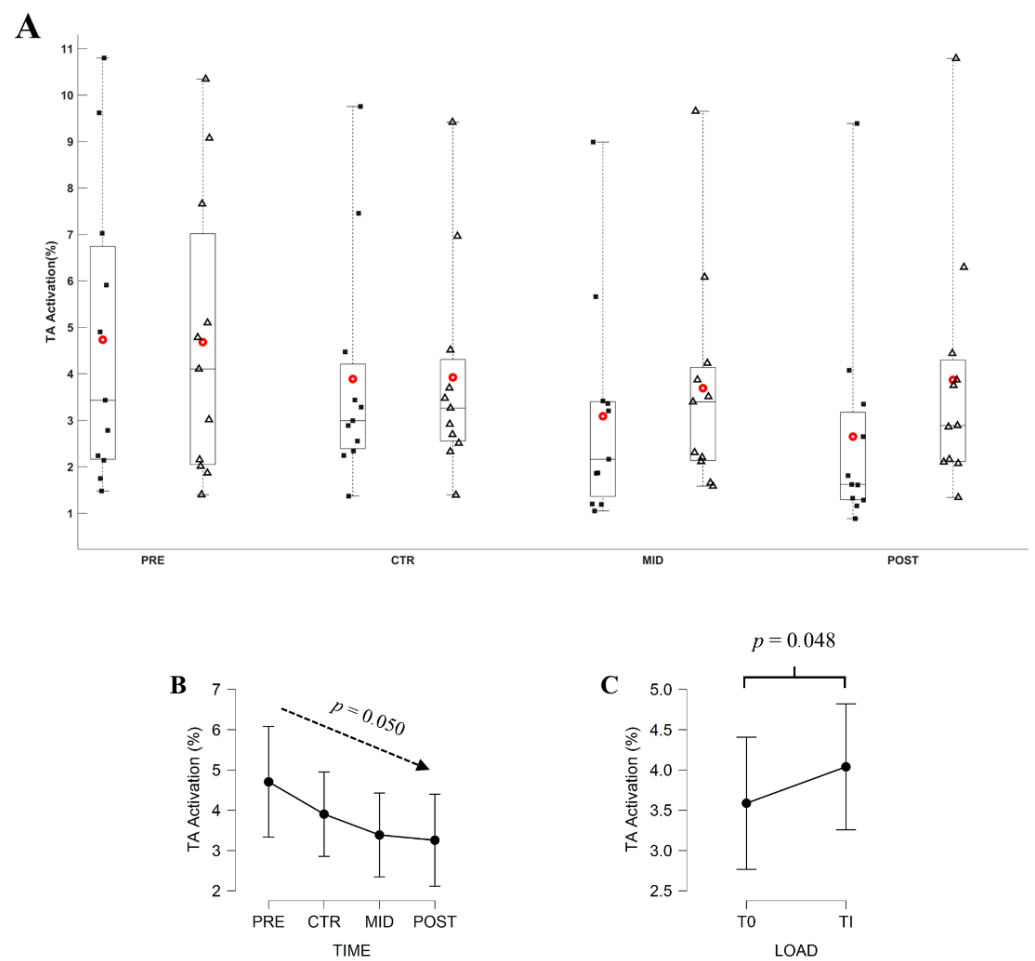 A
TA Activation(%)
11
10
9
8
7
6
5
4
3
2
1
PRE CTR MID POST
B
p = 0.050
TA Activation (%)
7
6
5
4
3
2
PRE CTR MID POST
TIME
C
p = 0.048
TA Activation (%)
5.0
4.5
4.0
3.5
3.0
2.5
T0 TI
LOAD